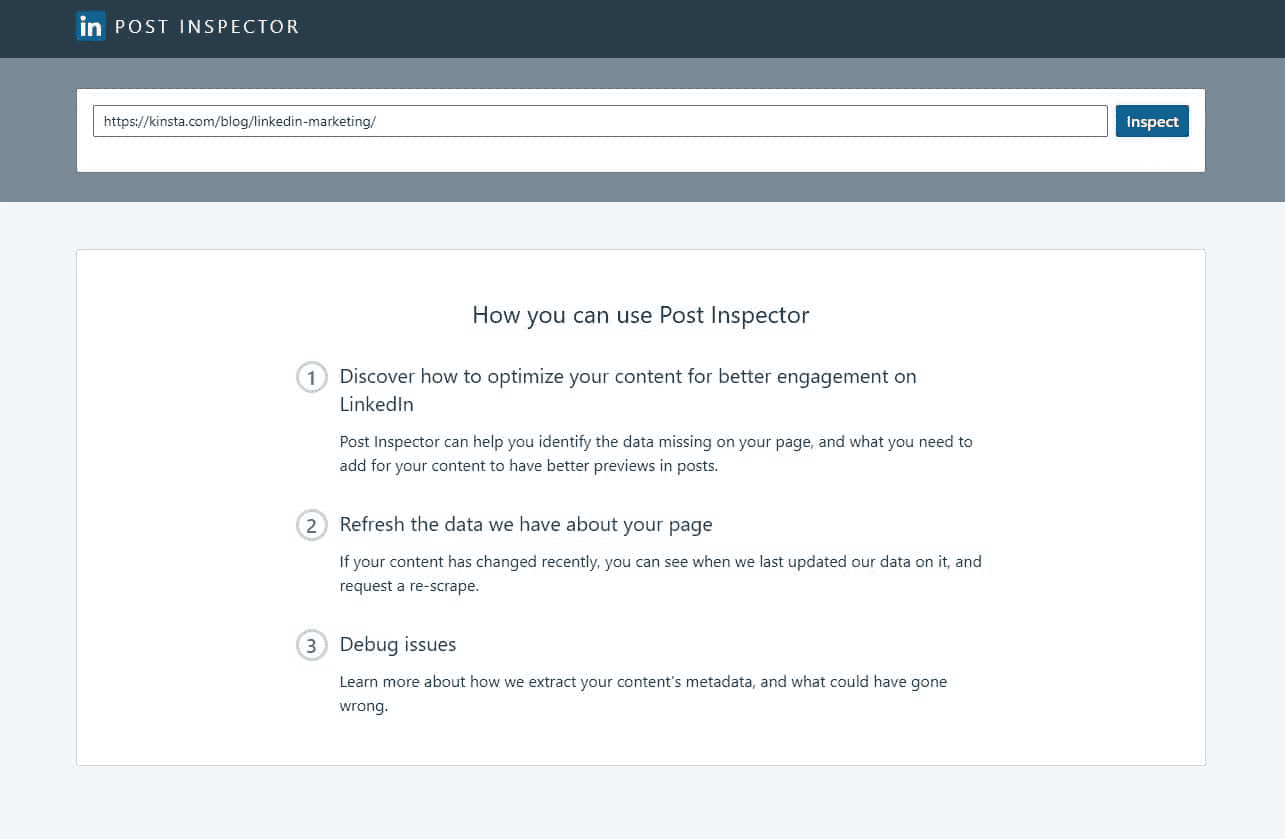 in POST INSPECTOR
https://kinsta.com/blog/linkedin-marketing/
Inspect
How you can use Post Inspector
1 Discover how to optimize your content for better engagement on
LinkedIn
Post Inspector can help you identify the data missing on your page, and what you need to
add for your content to have better previews in posts.
2 Refresh the data we have about your page
If your content has changed recently, you can see when we last updated our data on it, and
request a re-scrape.
3 Debug issues
Learn more about how we extract your content's metadata, and what could have gone
wrong.